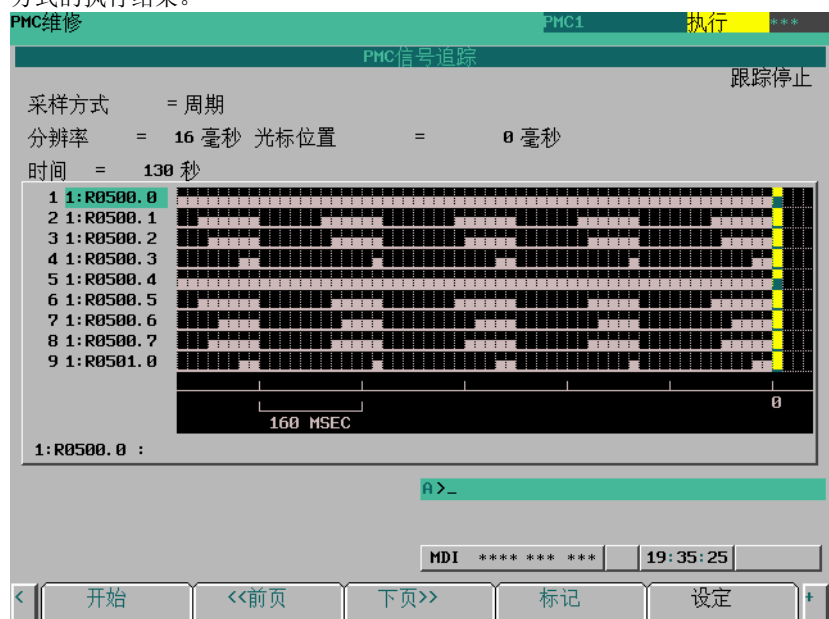 方式的执行结果。
PMC维修 PMC1 执行 ***
PMC信号追踪
跟踪停止
采样方式 = 周期
分辨率 = 16 毫秒 光标位置 = 0 毫秒
时间 = 130 秒
1 1:R0500.0
2 1:R0500.1
3 1:R0500.2
4 1:R0500.3
5 1:R0500.4
6 1:R0500.5
7 1:R0500.6
8 1:R0500.7
9 1:R0501.0
0
160 MSEC
1:R0500.0 :
A>_
MDI **** *** *** 19:35:25
< 开始 <<前页 下页>> 标记 设定 +